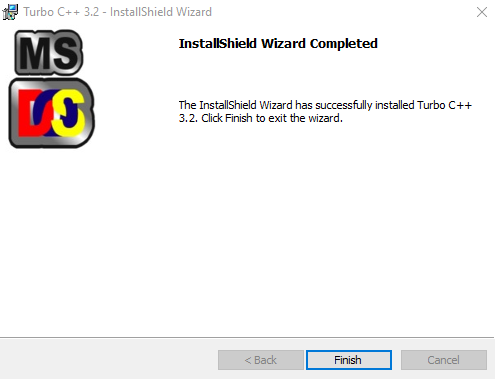 Turbo C++ 3.2 - InstallShield Wizard
MS
DOS
InstallShield Wizard Completed
The InstallShield Wizard has successfully installed Turbo C++
3.2. Click Finish to exit the wizard.
< Back
Finish
Cancel